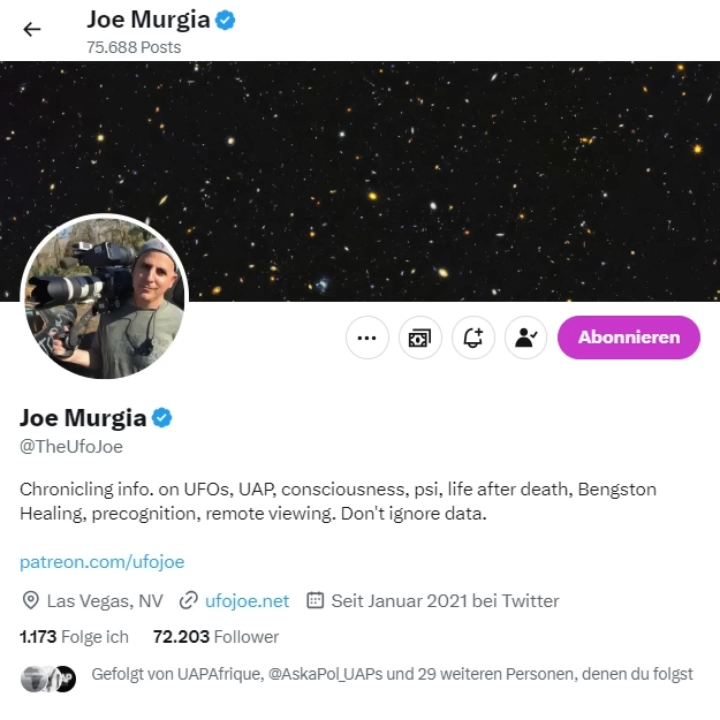 Joe Murgia
75.688 Posts
Abonnieren
Joe Murgia
@TheUfoJoe
Chronicling info. on UFOs, UAP, consciousness, psi, life after death, Bengston
Healing, precognition, remote viewing. Don't ignore data.
patreon.com/ufojoe
Las Vegas, NV ufojoe.net Seit Januar 2021 bei Twitter
1.173 Folge ich 72.203 Follower
Gefolgt von UAPAfrique, @AskaPol_UAPs und 29 weiteren Personen, denen du folgst